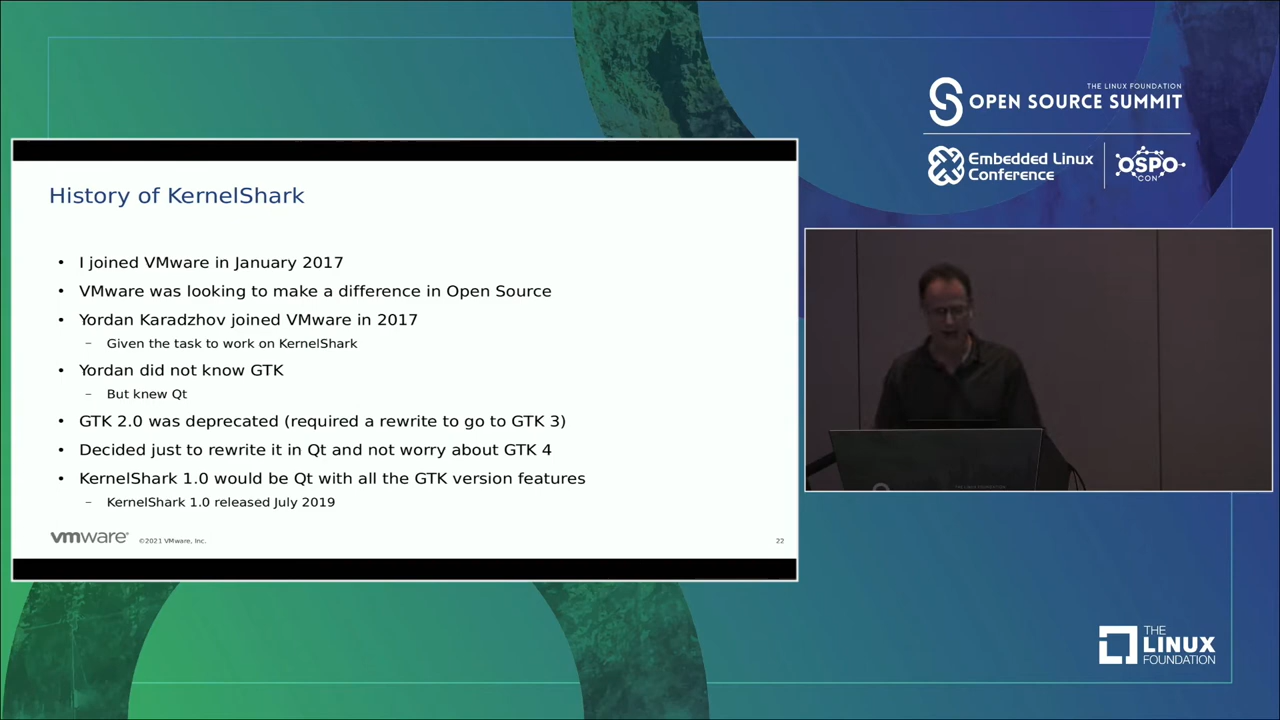 THE LINUX FOUNDATION
OPEN SOURCE SUMMIT
Embedded Linux
Conference
OSPO
CON
History of KernelShark
• I joined VMware in January 2017
• VMware was looking to make a difference in Open Source
• Yordan Karadzhov joined VMware in 2017
– Given the task to work on KernelShark
• Yordan did not know GTK
– But knew Qt
• GTK 2.0 was deprecated (required a rewrite to go to GTK 3)
• Decided just to rewrite it in Qt and not worry about GTK 4
• KernelShark 1.0 would be Qt with all the GTK version features
– KernelShark 1.0 released July 2019
vmware®
©2021 VMware, Inc.
22
THE LINUX FOUNDATION
THE
LINUX
FOUNDATION